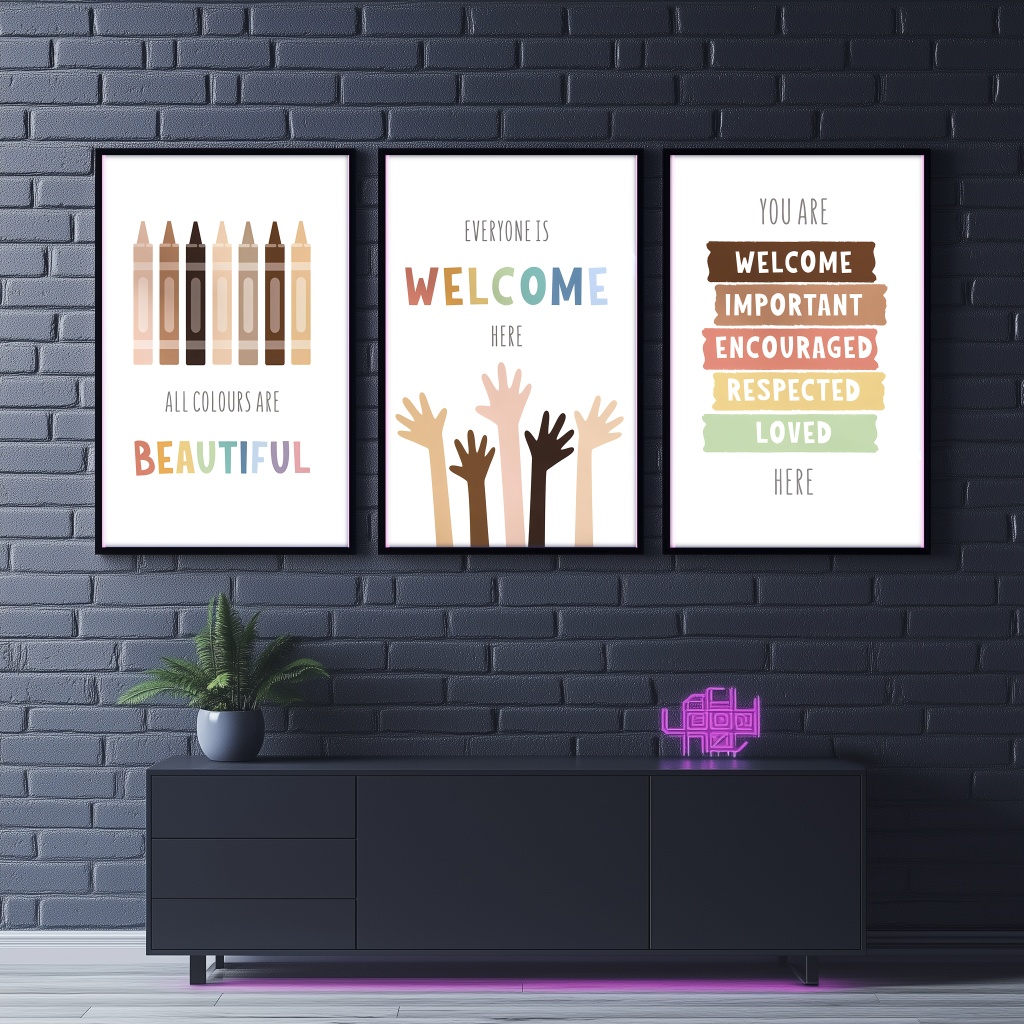 ALL COLOURS ARE
BEAUTIFUL
EVERYONE IS
WELCOME
HERE
YOU ARE
WELCOME
IMPORTANT
ENCOURAGED
RESPECTED
LOVED
HERE